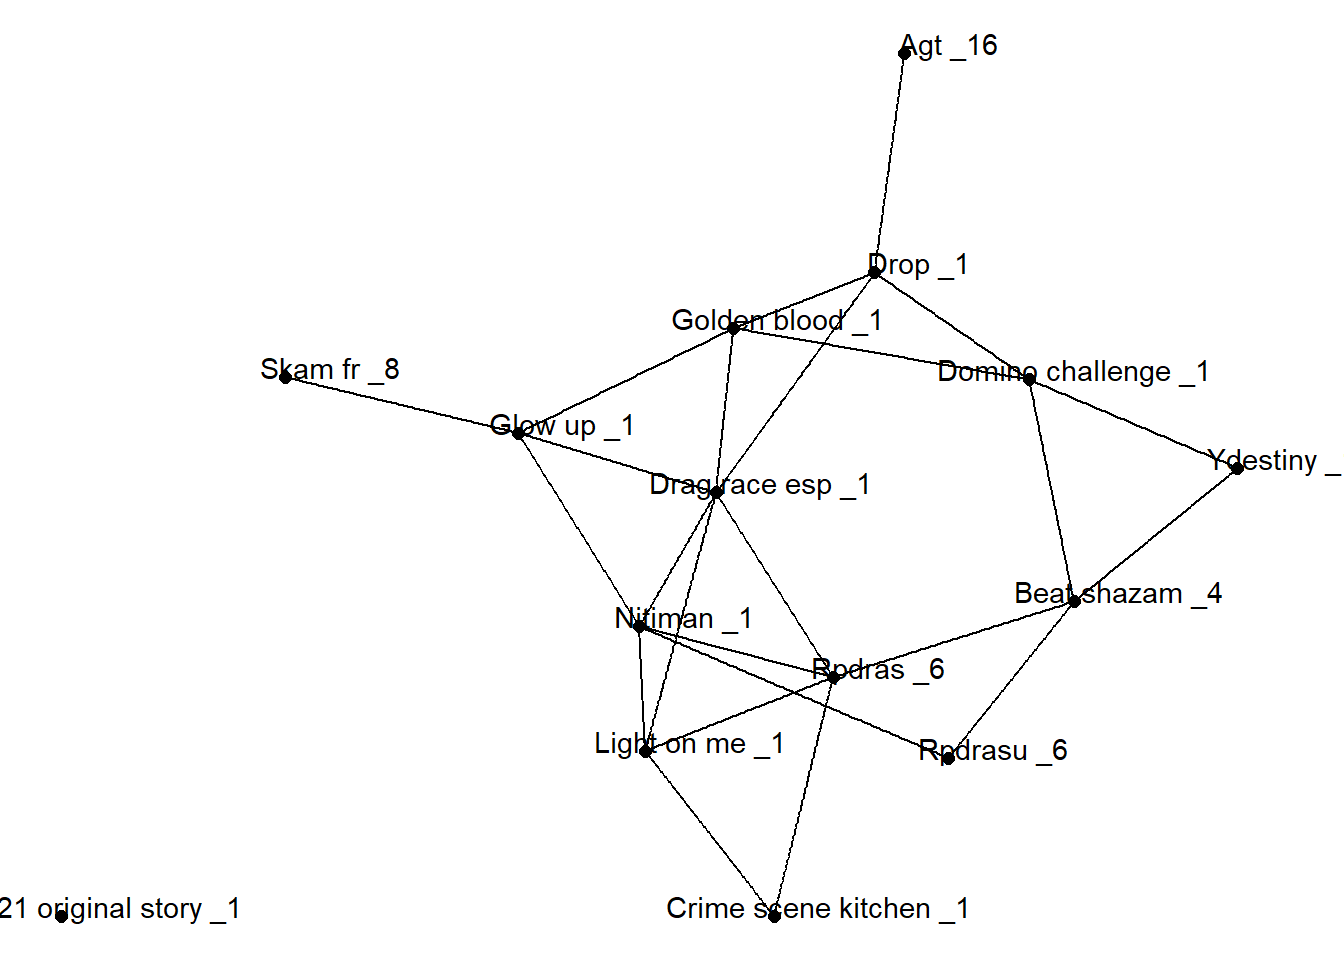 Agt _16
Drop _1
Golden blood _1
Skam fr _8
Domino challenge _1
Glow up _1
Ydestiny _
Drag race esp _1
Beat shazam _4
Nitiman _1
Rpdras _6
Light on me _1
Rpdrasu _6
21 original story _1
Crime scene kitchen _1